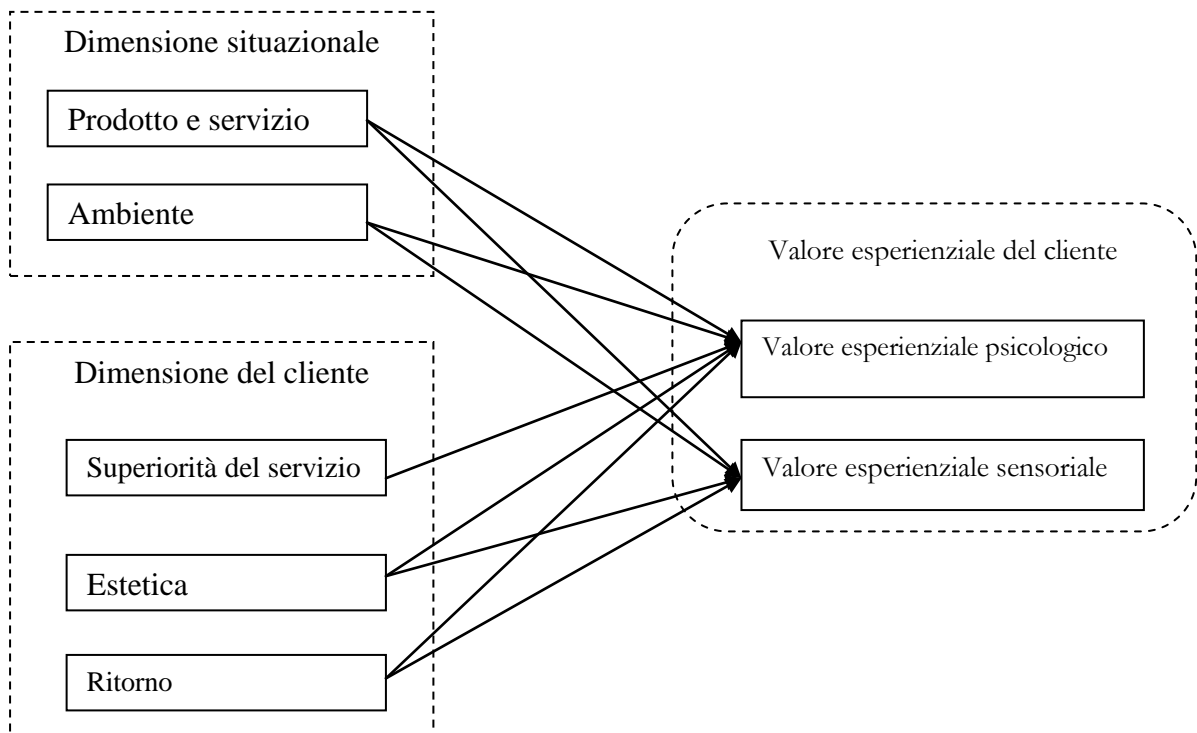 Dimensione situazionale
Prodotto e servizio
Ambiente
Dimensione del cliente
Superiorità del servizio
Estetica
Ritorno
Valore esperienziale del cliente
Valore esperienziale psicologico
Valore esperienziale sensoriale